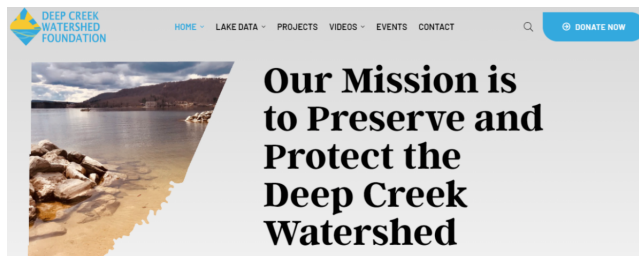 DEEP CREEK
WATERSHED
FOUNDATION
HOME
LAKE DATA
PROJECTS
VIDEOS
EVENTS
CONTACT
DONATE NOW
Our Mission is
to Preserve and
Protect the
Deep Creek
Watershed